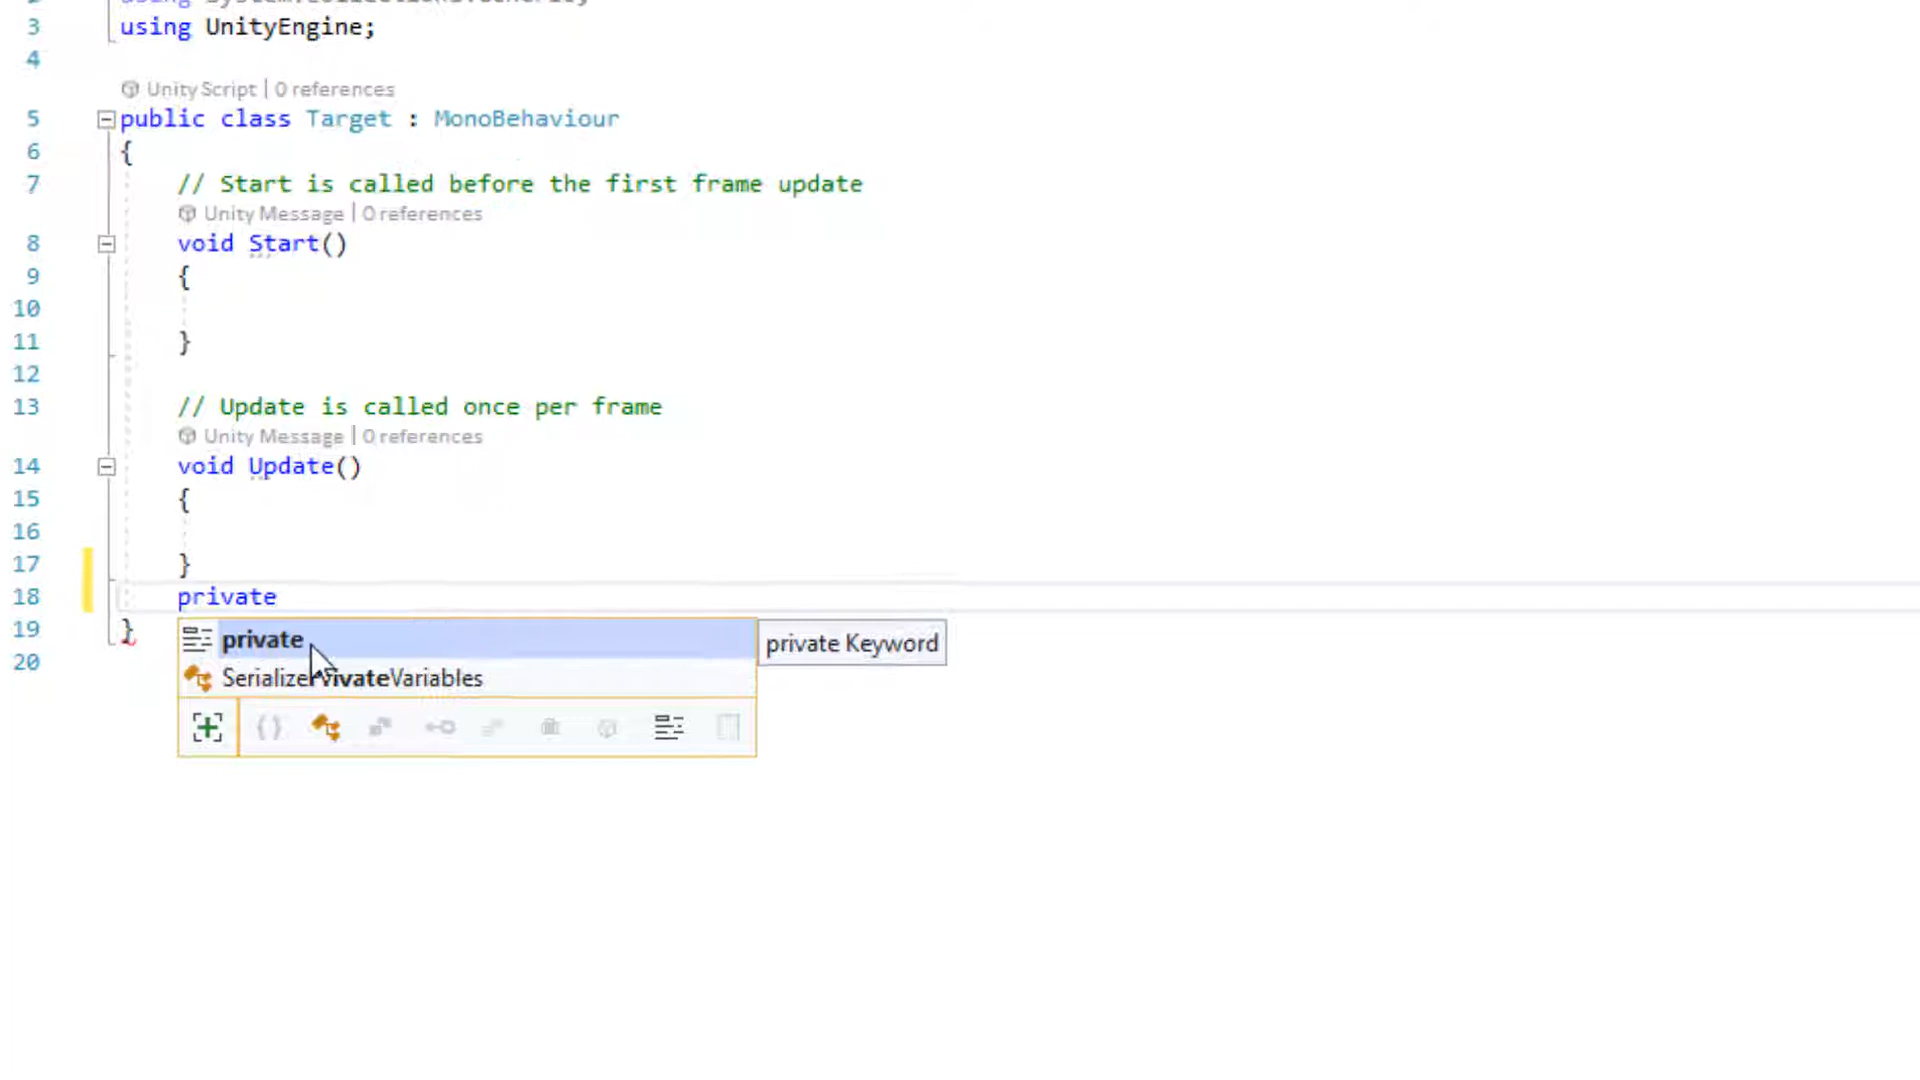 3 using UnityEngine;
4
Unity Script | 0 references
5 public class Target : MonoBehaviour
6 {
7 // Start is called before the first frame update
Unity Message | 0 references
8 void Start()
9 {
10
11 }
12
13 // Update is called once per frame
Unity Message | 0 references
14 void Update()
15 {
16
17 }
18 private
19 }
20
private
private Keyword
SerializePrivateVariables